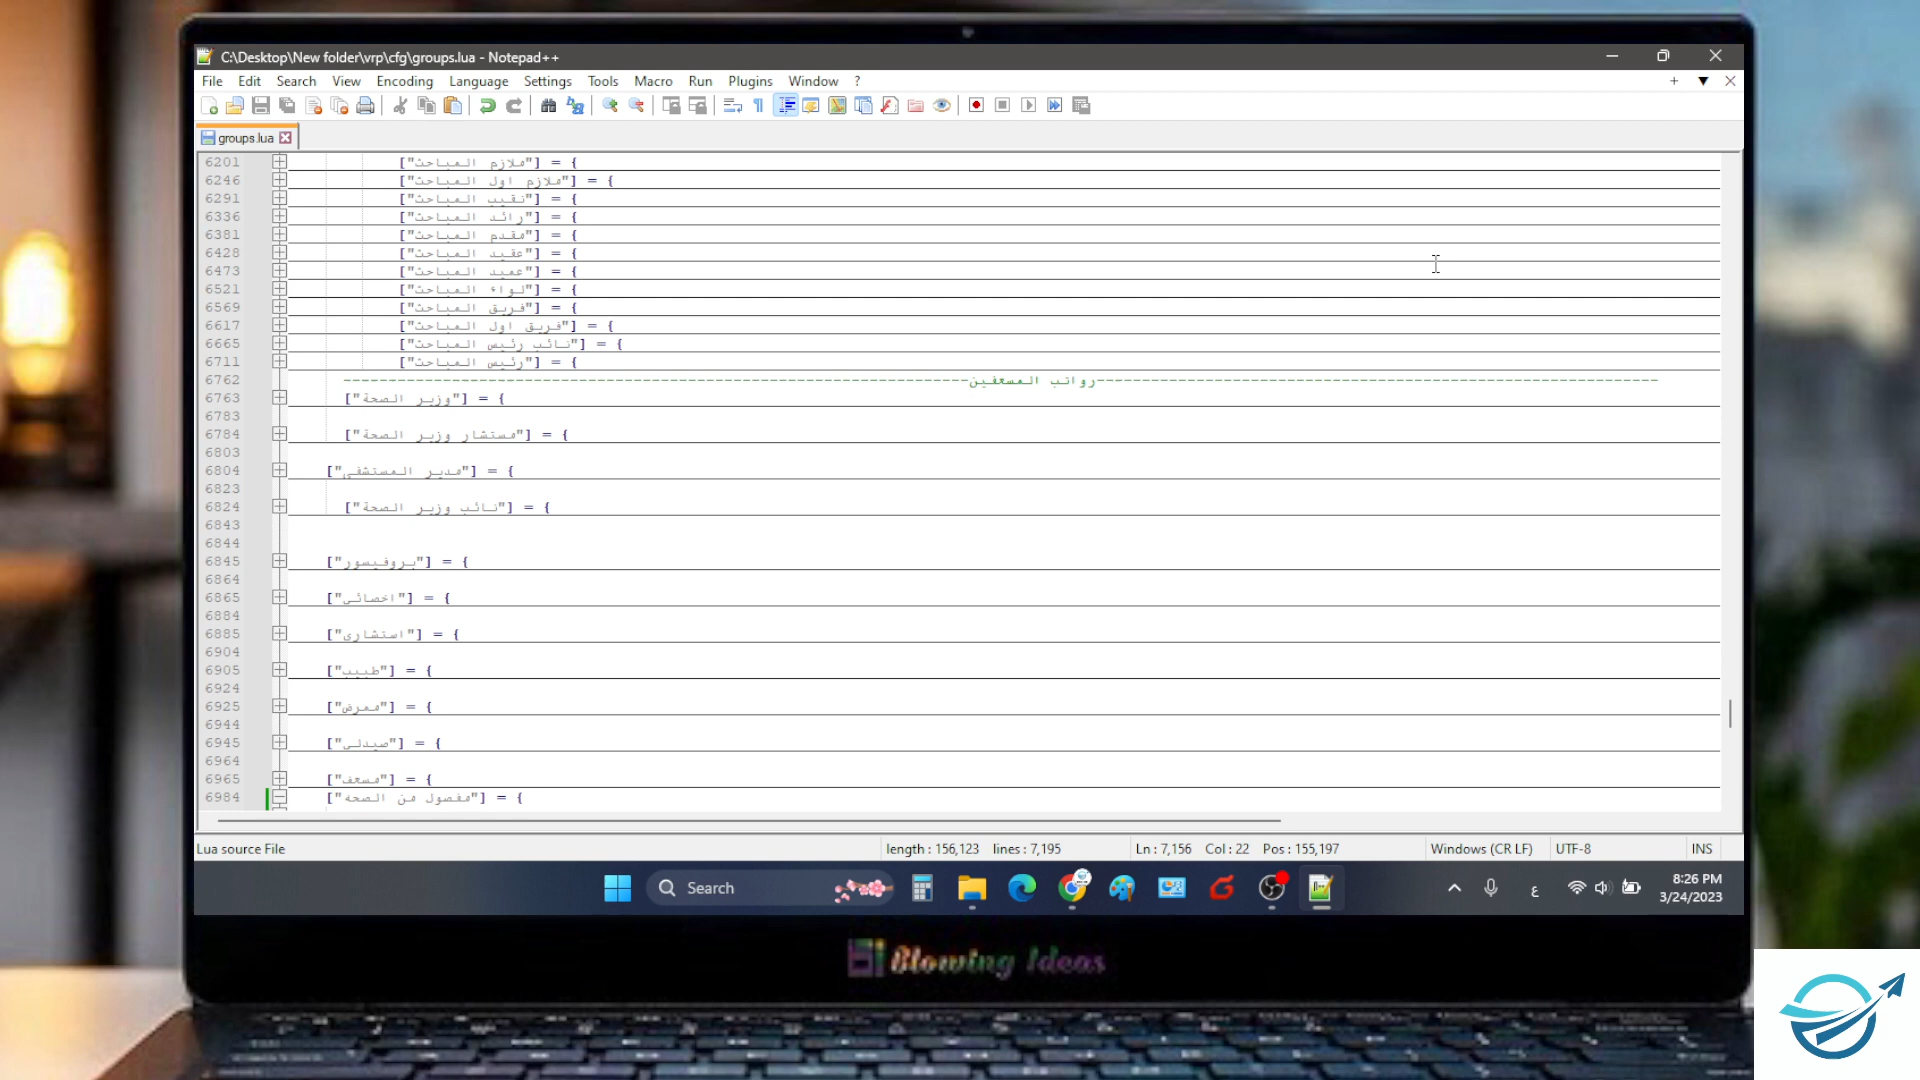 C:\Desktop\New folder\vrp\cfg\groups.lua - Notepad++
File Edit Search View Encoding Language Settings Tools Macro Run Plugins Window ?
groups.lua
6201 ["ملازم المباحث"] = {
6246 ["ملازم اول المباحث"] = {
6291 ["نقيب المباحث"] = {
6336 ["رائد المباحث"] = {
6381 ["مقدم المباحث"] = {
6428 ["عقيد المباحث"] = {
6473 ["عميد المباحث"] = {
6521 ["لواء المباحث"] = {
6569 ["فريق المباحث"] = {
6617 ["فريق اول المباحث"] = {
6665 ["نائب رئيس المباحث"] = {
6711 ["رئيس المباحث"] = {
6762 رواتب المسعفين
6763 ["وزير الصحة"] = {
6783
6784 ["مستشار وزير الصحة"] = {
6803
6804 ["مدير المستشفى"] = {
6823
6824 ["نائب وزير الصحة"] = {
6843
6844
6845 ["بروفيسور"] = {
6864
6865 ["اخصائي"] = {
6884
6885 ["استشاري"] = {
6904
6905 ["طبيب"] = {
6924
6925 ["ممرض"] = {
6944
6945 ["صيدلي"] = {
6964
6965 ["مسعف"] = {
6984 ["مفصول من الصحه"] = {
Lua source File length : 156,123 lines : 7,195 Ln : 7,156 Col : 22 Pos : 155,197 Windows (CR LF) UTF-8 INS
Search ع 8:26 PM
3/24/2023
Blowing Ideas